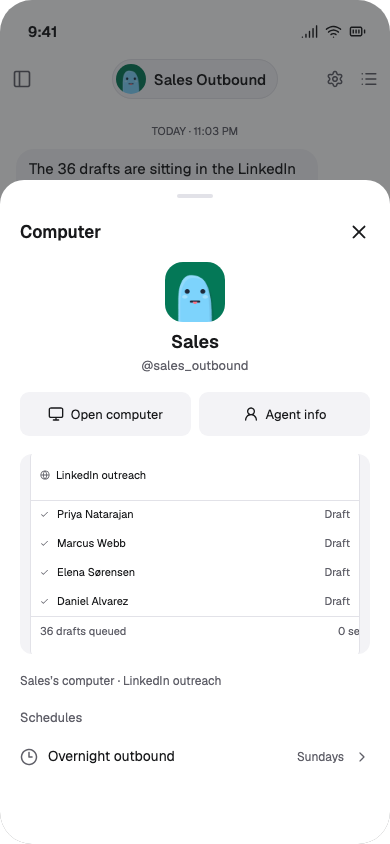 9:41
Sales Outbound
TODAY · 11:03 PM
The 36 drafts are sitting in the LinkedIn
Computer
Sales
@sales_outbound
Open computer
Agent info
LinkedIn outreach
Priya Natarajan Draft
Marcus Webb Draft
Elena Sørensen Draft
Daniel Alvarez Draft
36 drafts queued 0 se
Sales's computer · LinkedIn outreach
Schedules
Overnight outbound Sundays